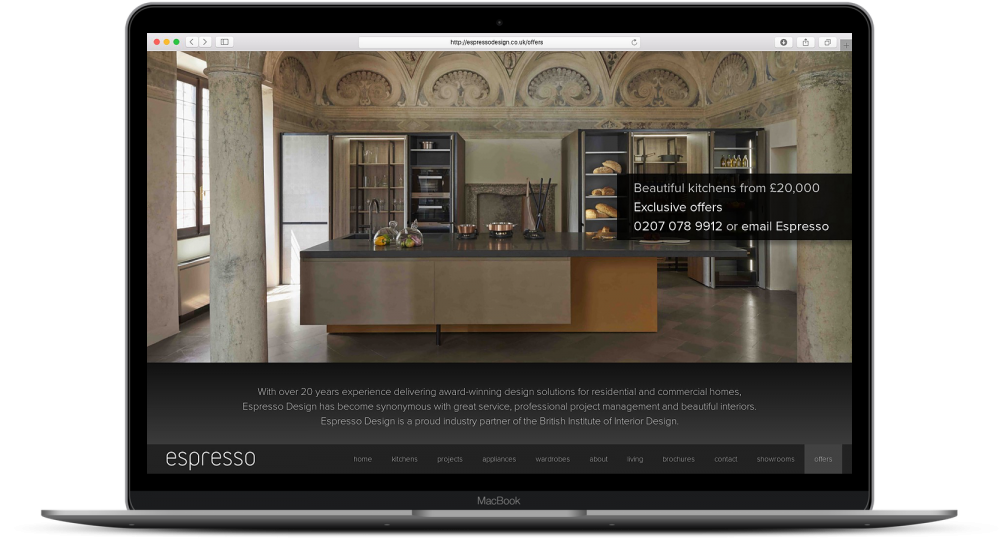 http://espressodesign.co.uk/offers
Beautiful kitchens from £20,000
Exclusive offers
0207 078 9912 or email Espresso
With over 20 years experience delivering award-winning design solutions for residential and commercial homes,
Espresso Design has become synonymous with great service, professional project management and beautiful interiors.
Espresso Design is a proud industry partner of the British Institute of Interior Design.
espresso
home kitchens projects appliances wardrobes about living brochures contact showrooms offers
MacBook